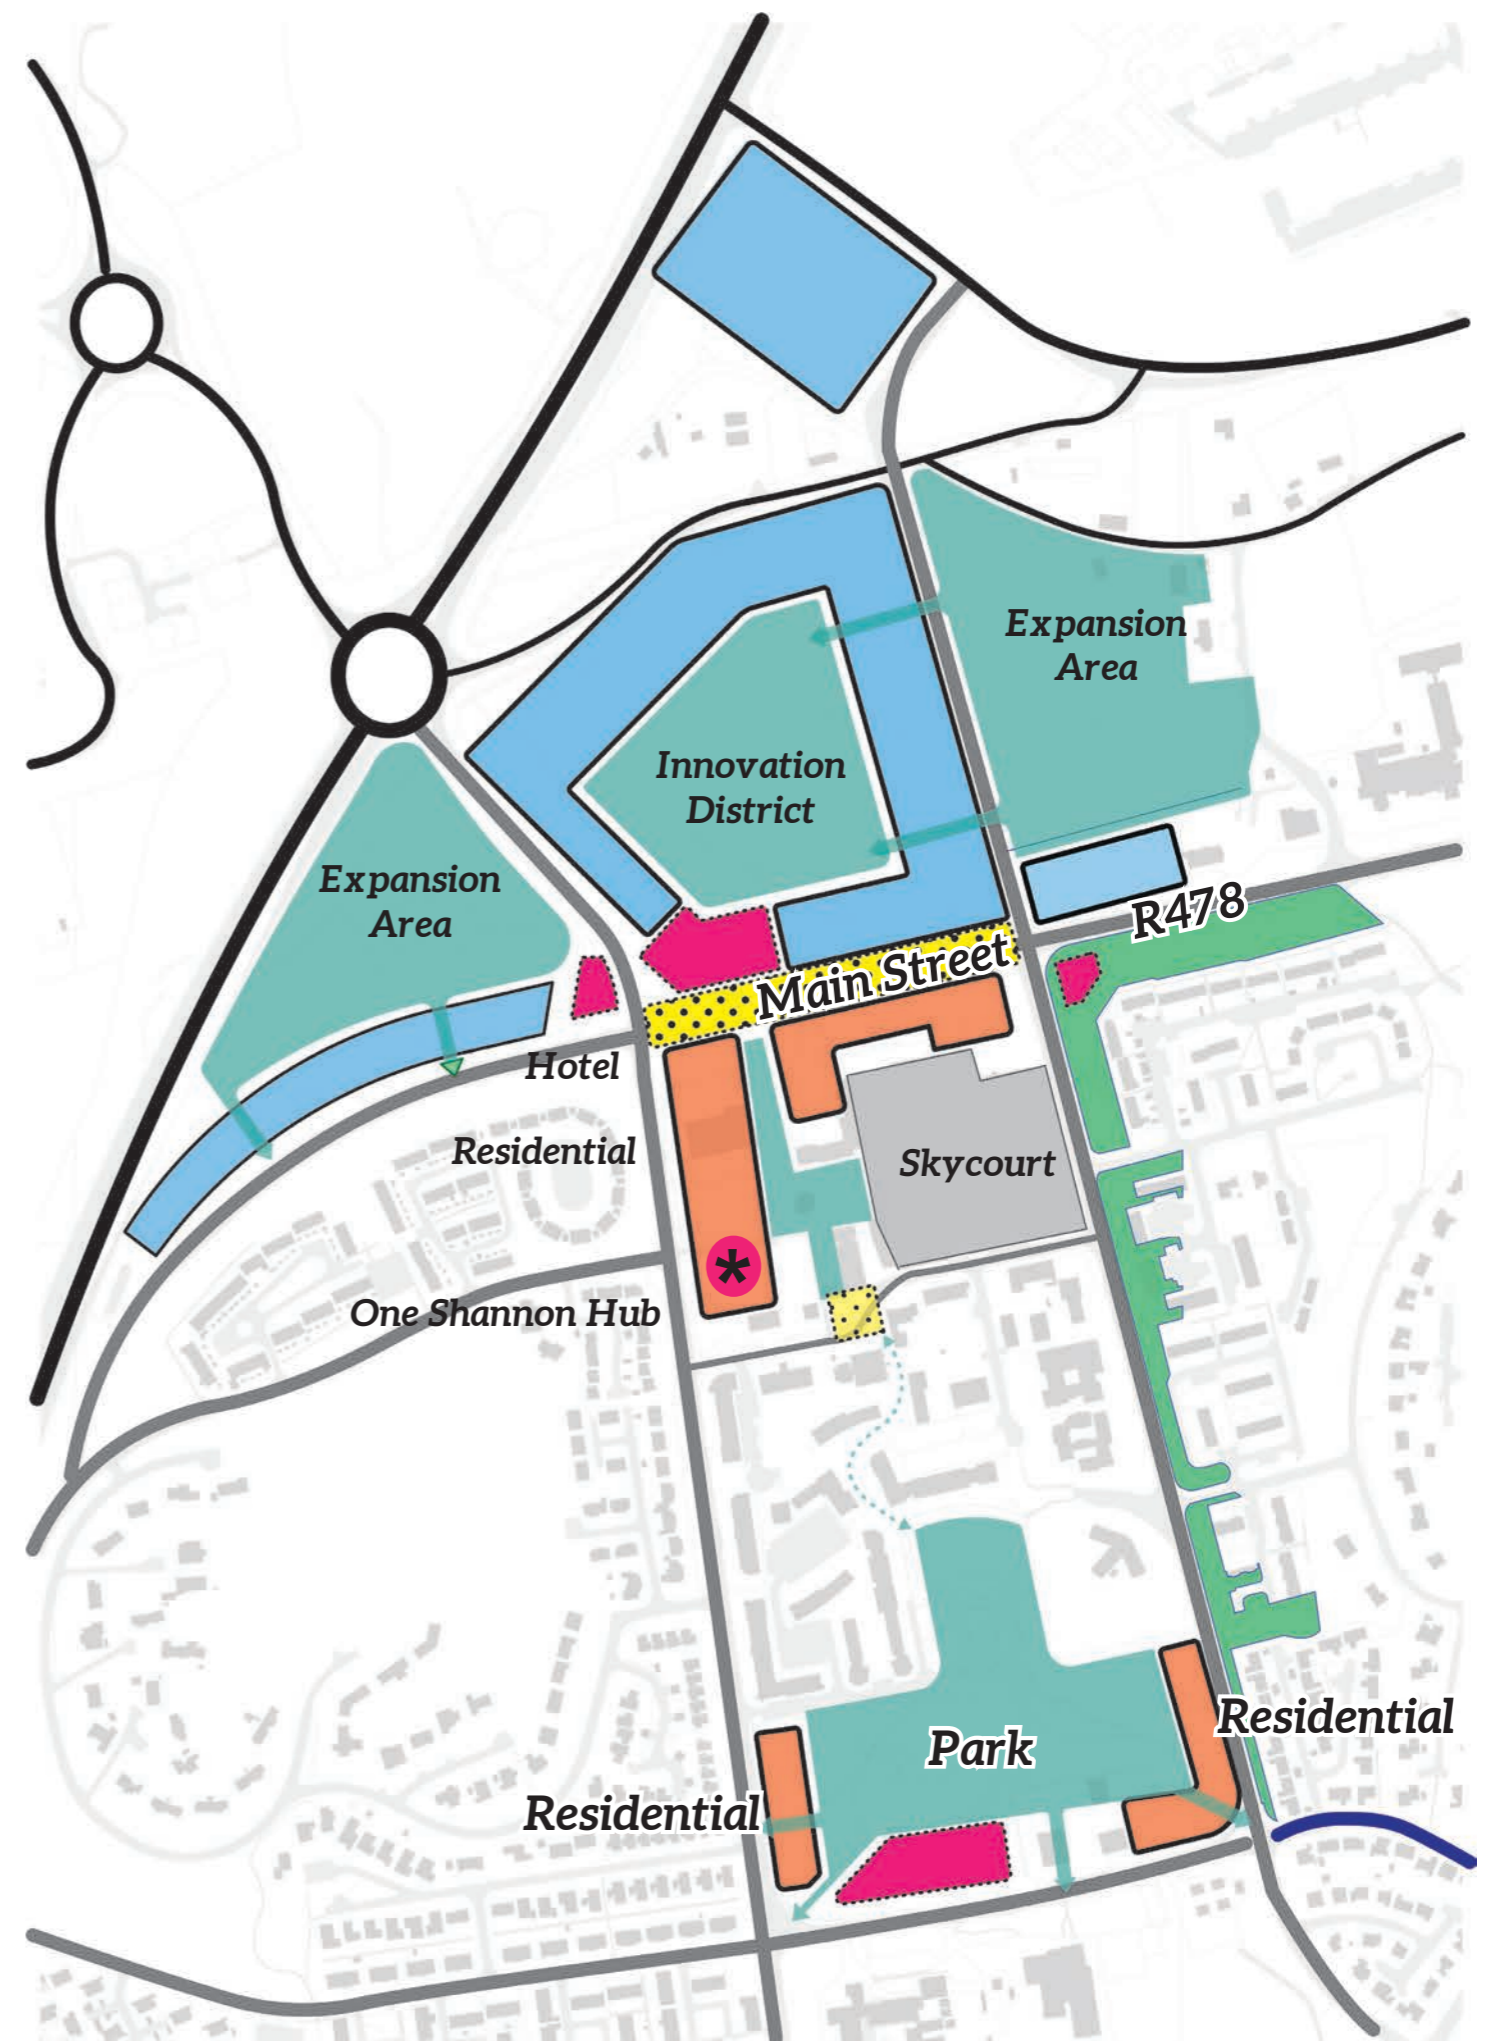 Expansion
Area
Innovation
District
Expansion
Area
R478
Main Street
Hotel
Residential
Skycourt
*
One Shannon Hub
Residential
Park
Residential